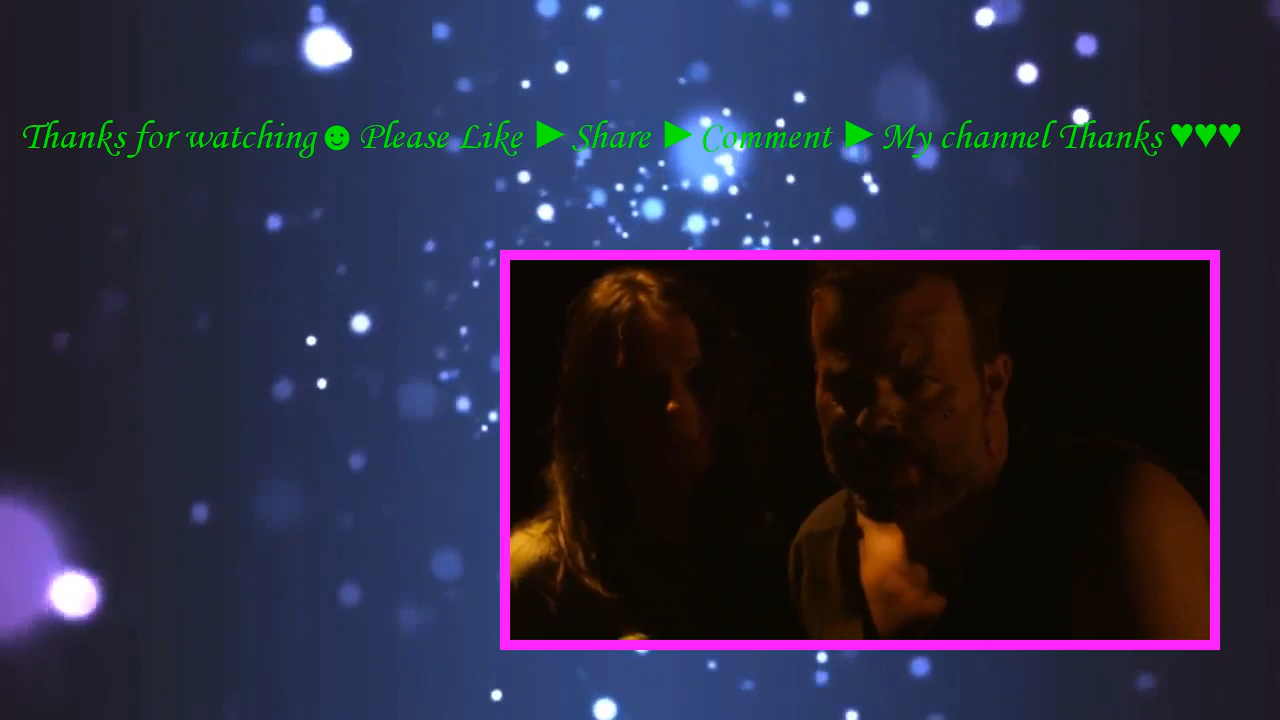 Thanks for watching☻Please Like ► Share ► Comment ► My channel Thanks ♥♥♥